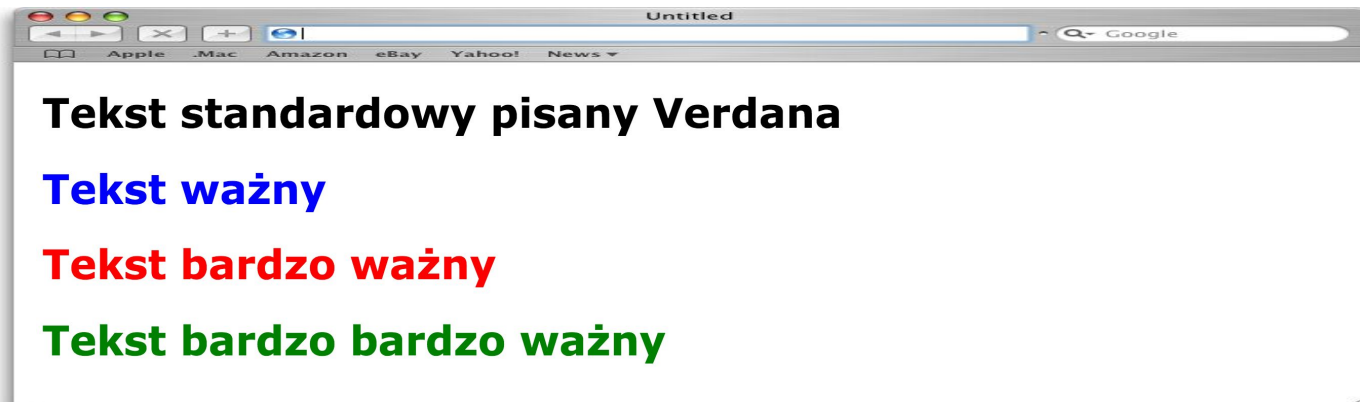 Untitled
Google
Apple .Mac Amazon eBay Yahoo! News
Tekst standardowy pisany Verdana
Tekst ważny
Tekst bardzo ważny
Tekst bardzo bardzo ważny